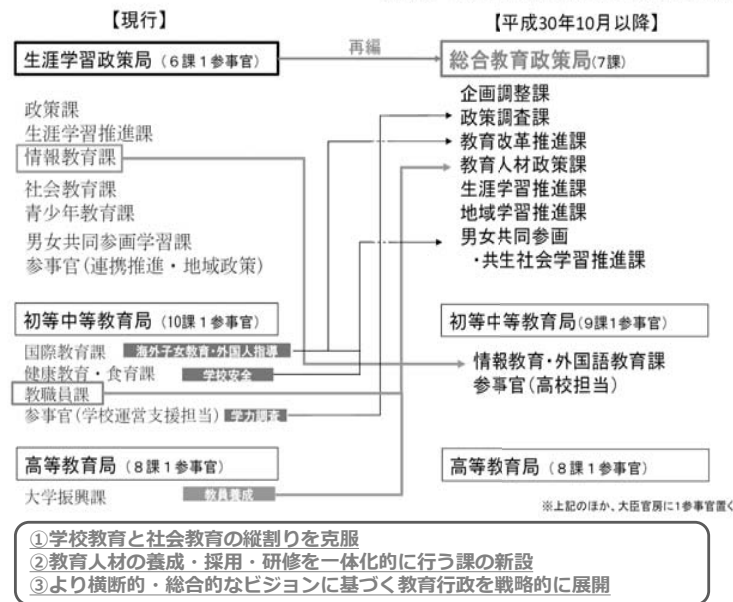 【現行】
【平成30年10月以降】
生涯学習政策局（6課1参事官）
再編
総合教育政策局(7課)
政策課
生涯学習推進課
情報教育課
社会教育課
青少年教育課
男女共同参画学習課
参事官(連携推進・地域政策)
企画調整課
政策調査課
教育改革推進課
教育人材政策課
生涯学習推進課
地域学習推進課
男女共同参画
・共生社会学習推進課
初等中等教育局（10課1参事官）
国際教育課 海外子女教育・外国人指導
健康教育・食育課 学校安全
教職員課
参事官(学校運営支援担当) 学力調査
初等中等教育局(9課1参事官)
情報教育・外国語教育課
参事官(高校担当)
高等教育局（8課1参事官）
大学振興課 教員養成
高等教育局（8課1参事官）
※上記のほか、大臣官房に1参事官置く
①学校教育と社会教育の縦割りを克服
②教育人材の養成・採用・研修を一体化的に行う課の新設
③より横断的・総合的なビジョンに基づく教育行政を戦略的に展開